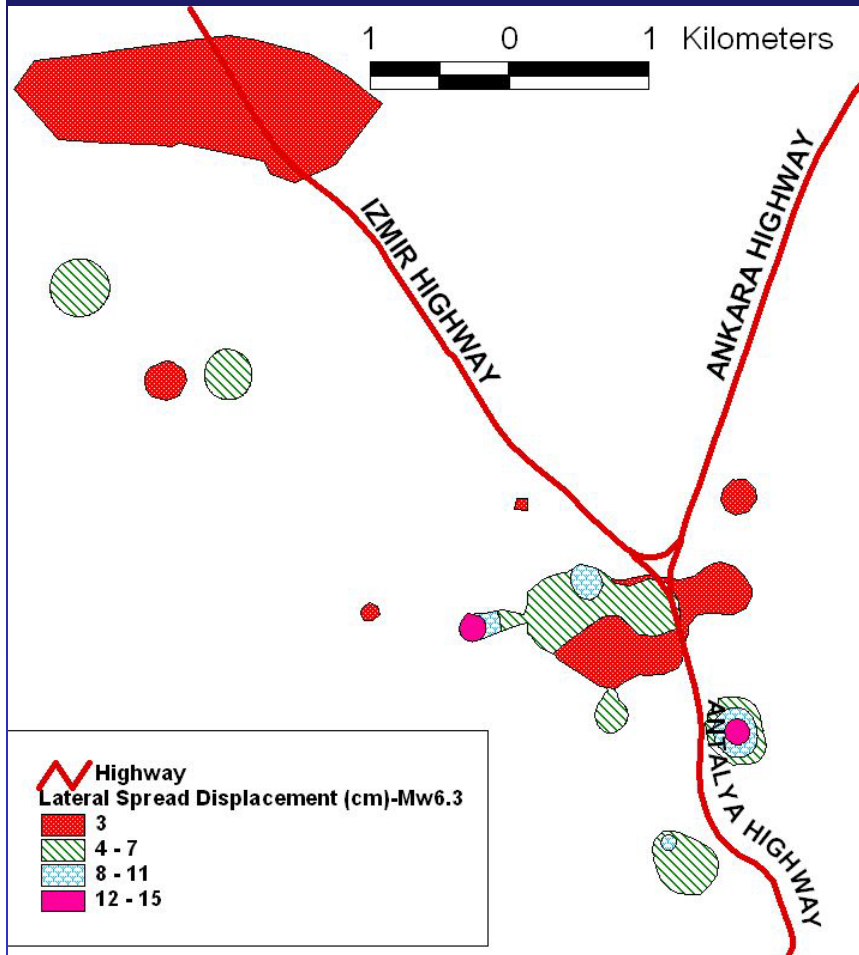 1 0 1 Kilometers
IZMIR HIGHWAY
ANKARA HIGHWAY
ANTALYA HIGHWAY
Highway
Lateral Spread Displacement (cm)-Mw6.3
3
4 - 7
8 - 11
12 - 15